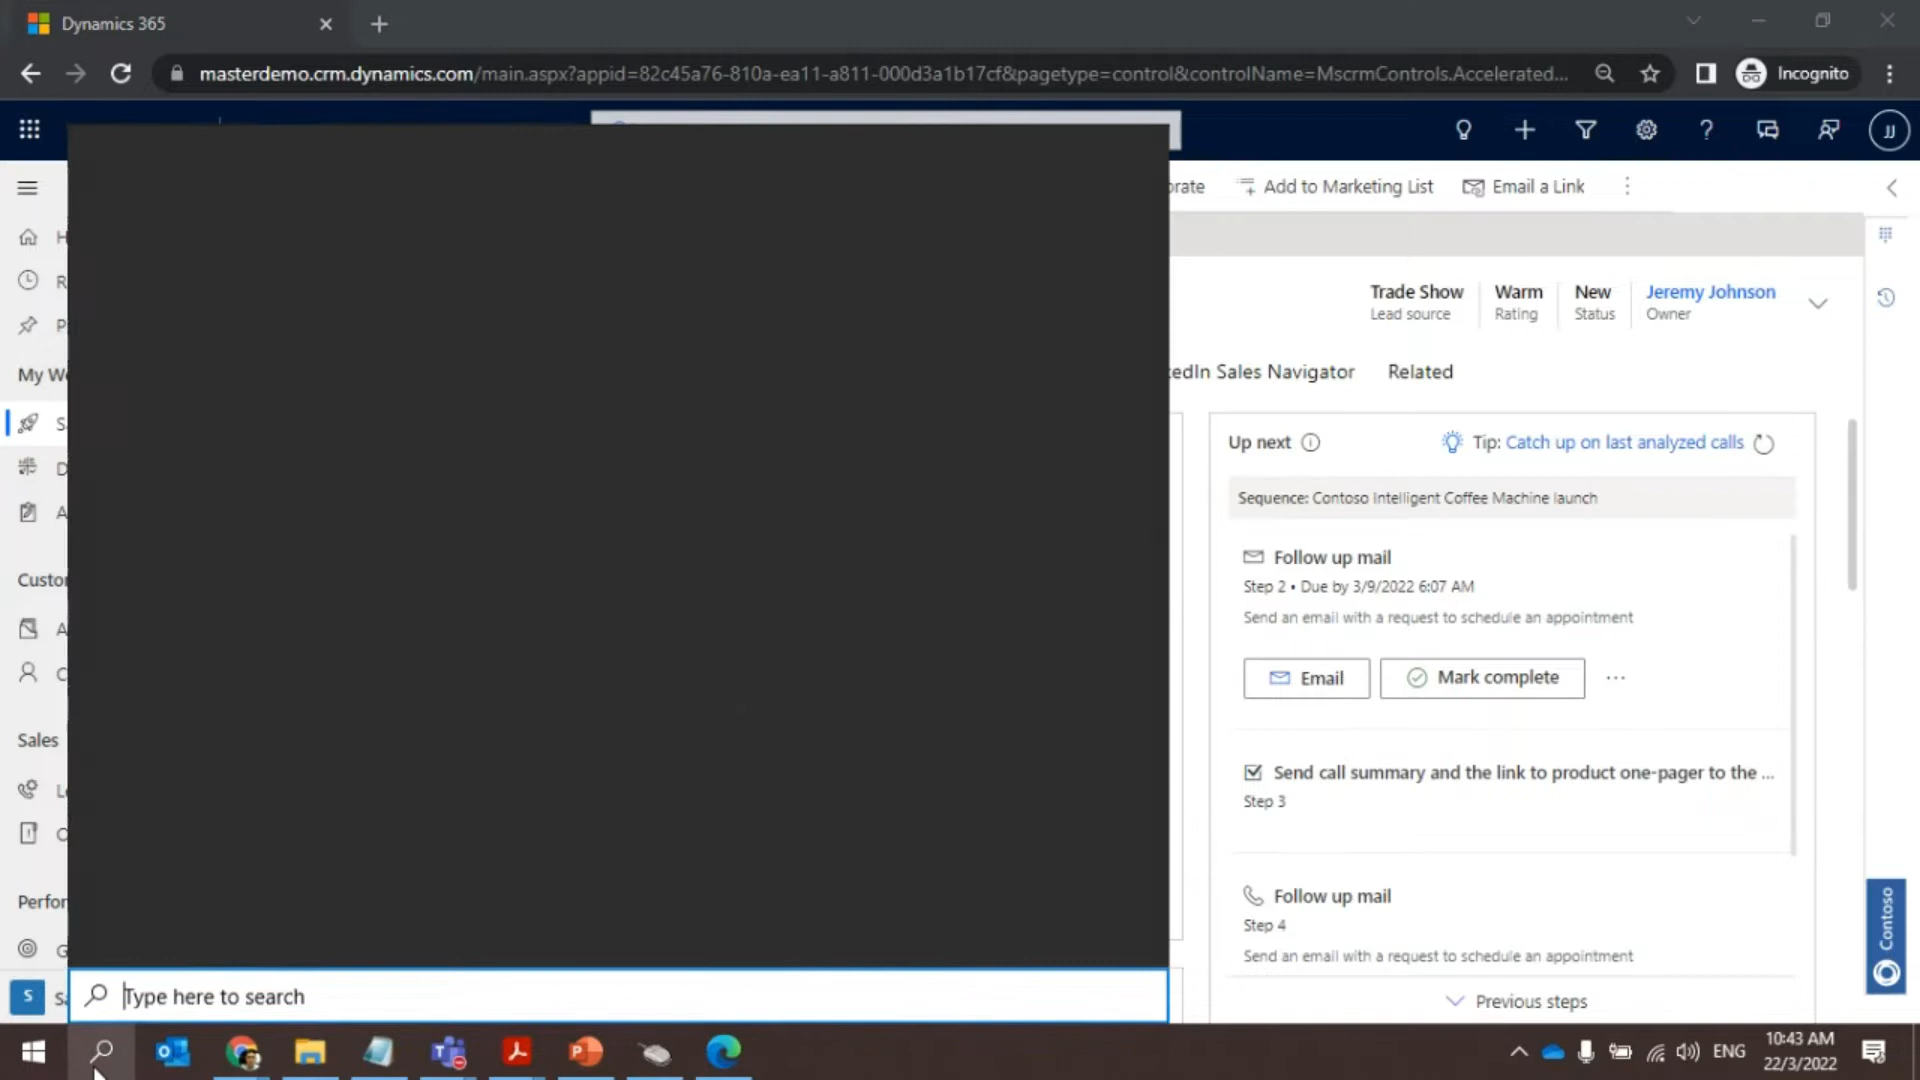 Dynamics 365
masterdemo.crm.dynamics.com/main.aspx?appid=82c45a76-810a-ea11-a811-000d3a1b17cf&pagetype=control&controlName=MscrmControls.Accelerated...
Incognito
JJ
orate
Add to Marketing List
Email a Link
H
R
P
My W
S
D
A
Custo
A
C
Sales
L
O
Perfor
G
S
Sa
Trade Show
Lead source
Warm
Rating
New
Status
Jeremy Johnson
Owner
edIn Sales Navigator
Related
Up next
Tip: Catch up on last analyzed calls
Sequence: Contoso Intelligent Coffee Machine launch
Follow up mail
Step 2 • Due by 3/9/2022 6:07 AM
Send an email with a request to schedule an appointment
Email
Mark complete
Send call summary and the link to product one-pager to the ...
Step 3
Follow up mail
Step 4
Send an email with a request to schedule an appointment
Previous steps
Contoso
Type here to search
ENG
10:43 AM
22/3/2022